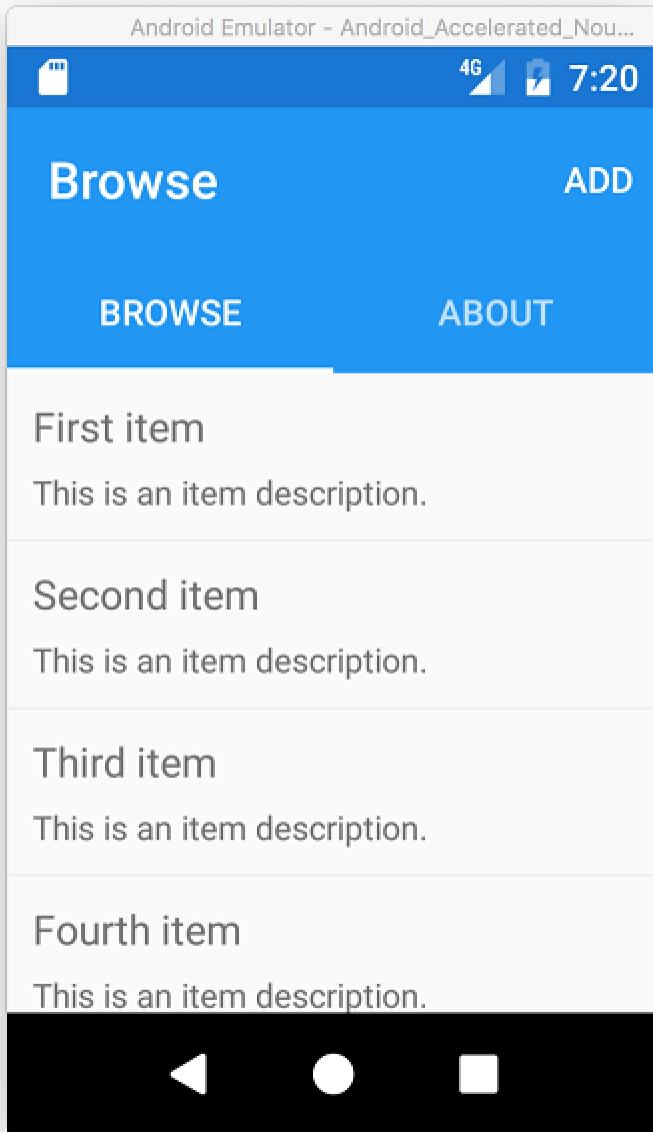 Android Emulator - Android_Accelerated_Nou...
4G 7:20
Browse ADD
BROWSE ABOUT
First item
This is an item description.
Second item
This is an item description.
Third item
This is an item description.
Fourth item
This is an item description.